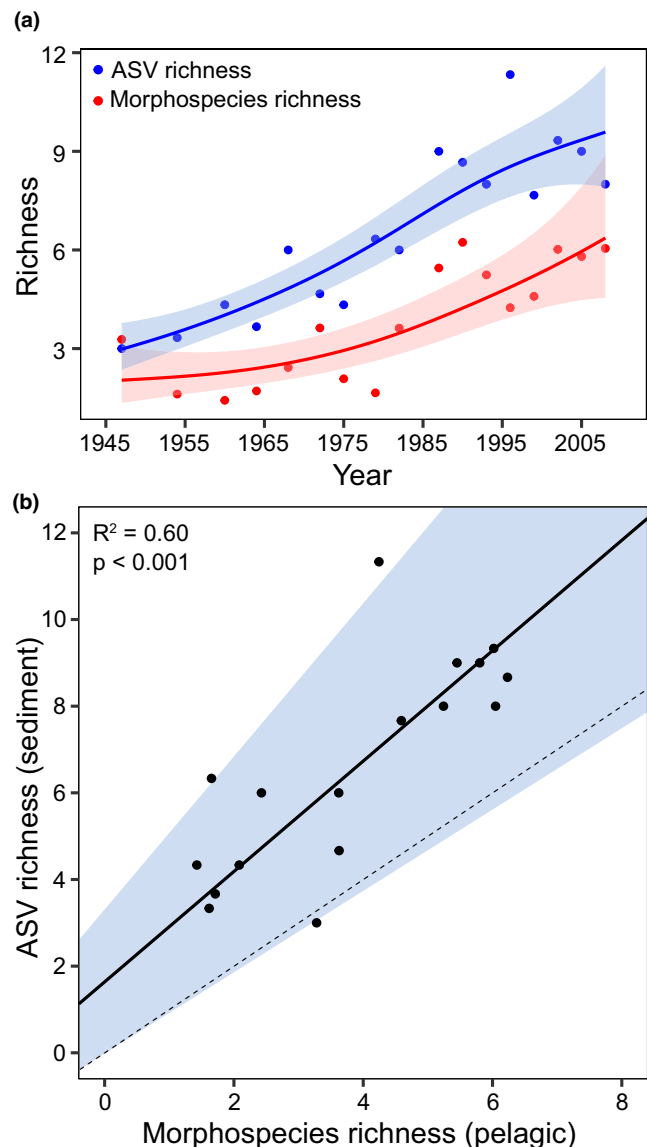 (a)
12
9
6
3
Richness
ASV richness
Morphospecies richness
1945 1955 1965 1975 1985 1995 2005
Year
(b)
R² = 0.60
p < 0.001
12
10
8
6
4
2
0
ASV richness (sediment)
0 2 4 6 8
Morphospecies richness (pelagic)